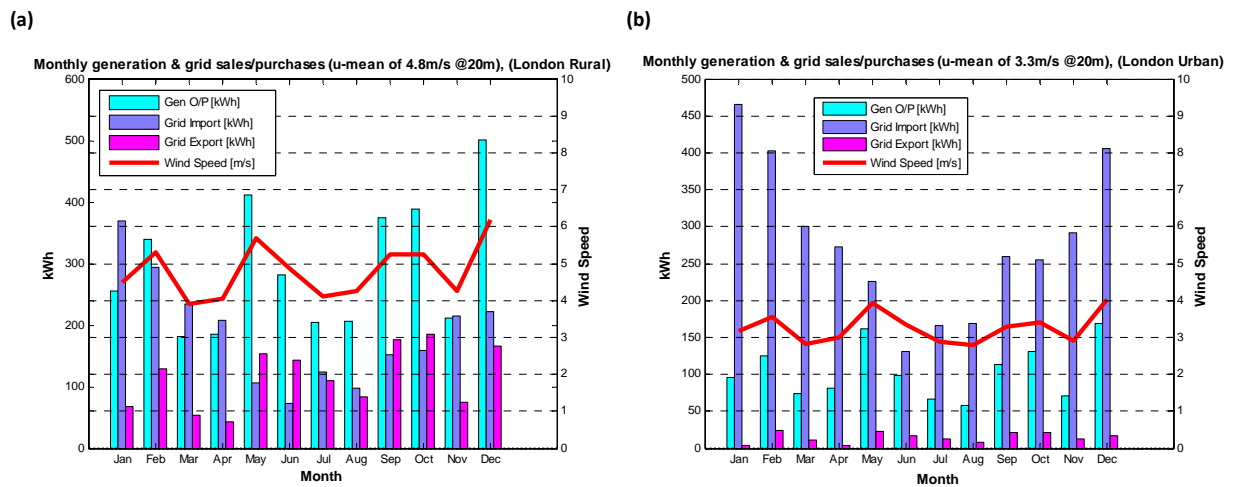 (a)
Monthly generation & grid sales/purchases (u-mean of 4.8m/s @20m), (London Rural)
600
500
400
300
200
100
0
kWh
Gen O/P [kWh]
Grid Import [kWh]
Grid Export [kWh]
Wind Speed [m/s]
10
9
8
7
6
5
4
3
2
1
0
Wind Speed
Jan Feb Mar Apr May Jun Jul Aug Sep Oct Nov Dec
Month
(b)
Monthly generation & grid sales/purchases (u-mean of 3.3m/s @20m), (London Urban)
500
450
400
350
300
250
200
150
100
50
0
kWh
Gen O/P [kWh]
Grid Import [kWh]
Grid Export [kWh]
Wind Speed [m/s]
10
9
8
7
6
5
4
3
2
1
0
Wind Speed
Jan Feb Mar Apr May Jun Jul Aug Sep Oct Nov Dec
Month